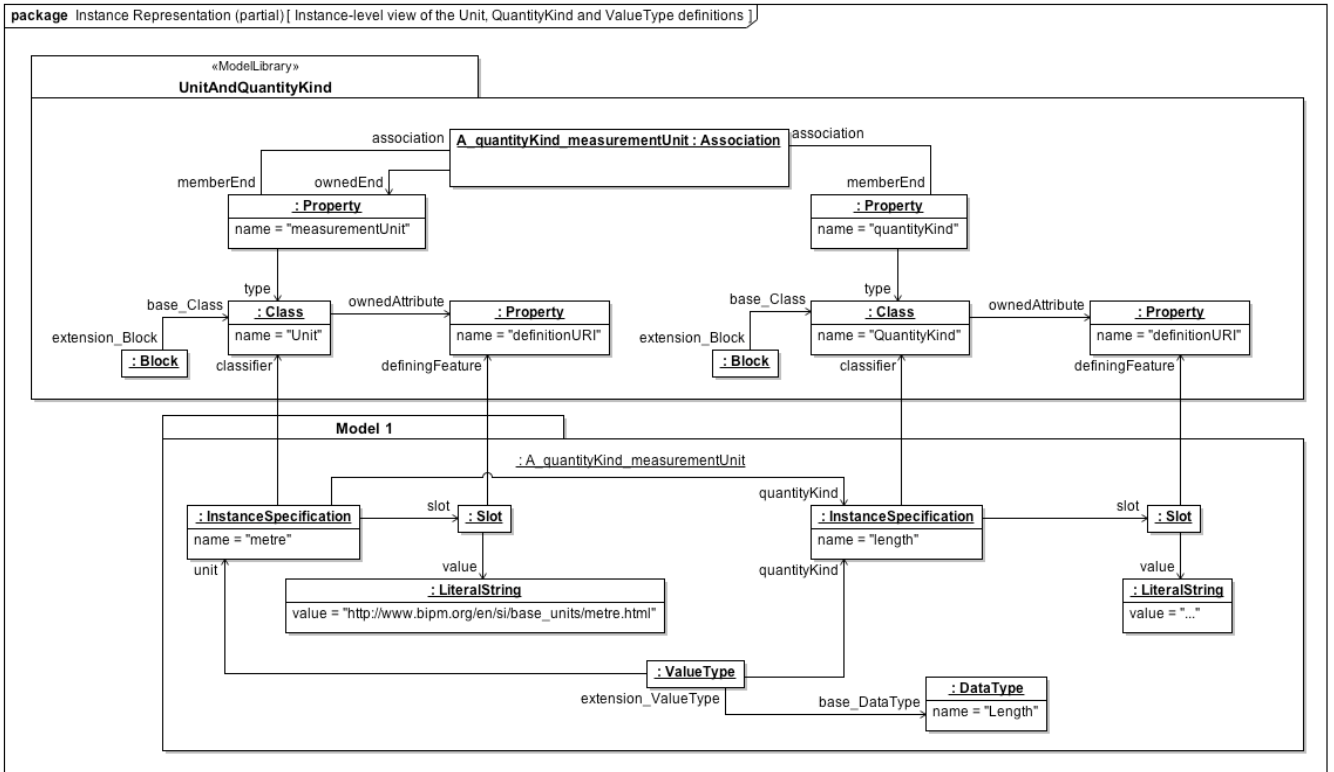 package Instance Representation (partial) [ Instance-level view of the Unit, QuantityKind and ValueType definitions ]
«ModelLibrary»
UnitAndQuantityKind
association
A_quantityKind_measurementUnit : Association
association
memberEnd
ownedEnd
memberEnd
: Property
name = "measurementUnit"
: Property
name = "quantityKind"
type
type
base_Class
: Class
name = "Unit"
ownedAttribute
: Property
name = "definitionURI"
base_Class
: Class
name = "QuantityKind"
ownedAttribute
: Property
name = "definitionURI"
extension_Block
: Block
classifier
definingFeature
extension_Block
: Block
classifier
definingFeature
Model 1
: A_quantityKind_measurementUnit
quantityKind
: InstanceSpecification
name = "metre"
slot
: Slot
: InstanceSpecification
name = "length"
slot
: Slot
unit
value
quantityKind
value
: LiteralString
value = "http://www.bipm.org/en/si/base_units/metre.html"
: LiteralString
value = "..."
: ValueType
extension_ValueType
base_DataType
: DataType
name = "Length"